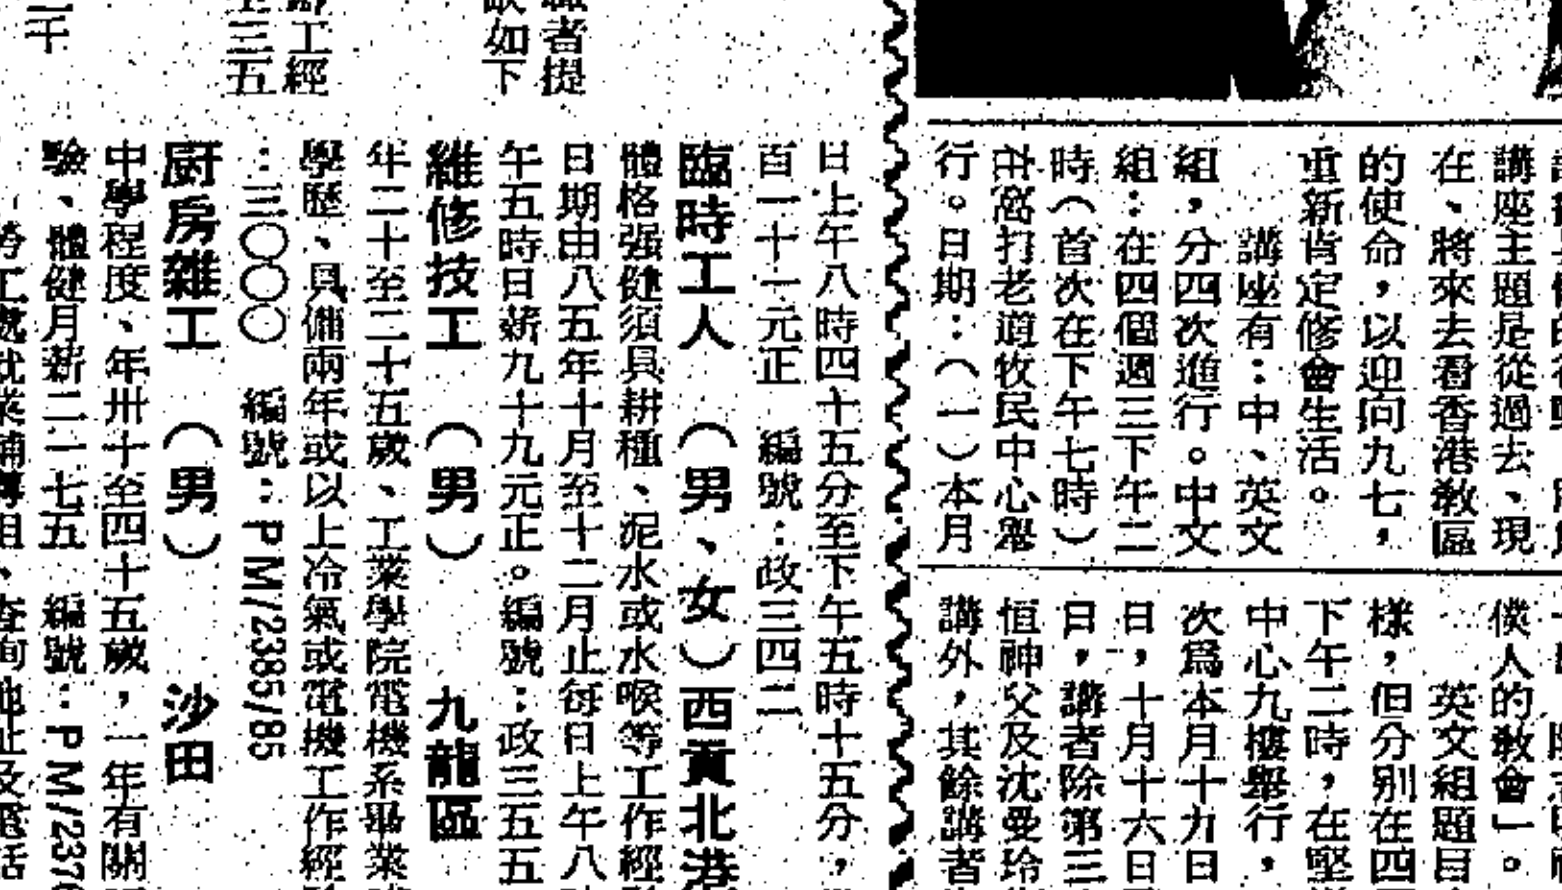 講座主題是從過去、現
在、將來去看香港敎區
的使命，以迎向九七，
重新肯定修會生活。
講座有：中、英文
組，分四次進行。中文
組：在四個週三下午二
時（首次在下午七時）
由高打老道牧民中心舉
行。日期：（一）本月
僕人的敎會」。
英文組題目
樣，但分別在四
下午二時，在堅
中心九樓舉行，
次爲本月十九日
日，十月十六日
日，講者除第三
恒神父及沈曼玲
講外，其餘講者
者提
如下
工經
三五
二千
日上午八時四十五分至下午五時十五分，
百一十一元正 編號：政三四二
臨時工人 （男、女）西貢北港
體格强健須具耕種、泥水或水喉等工作經
日期由八五年十月至十二月止每日上午八
午五時日薪九十九元正。編號：政三五五
維修技工 （男） 九龍區
年二十至二十五歲、工業學院電機系畢業
學歷、具備兩年或以上冷氣或電機工作經
…三〇〇〇 編號：PM/2385/85
厨房雜工 （男） 沙田
中學程度、年卅十至四十五歲，一年有關
驗、體健月薪二一七五 編號：PM/2376